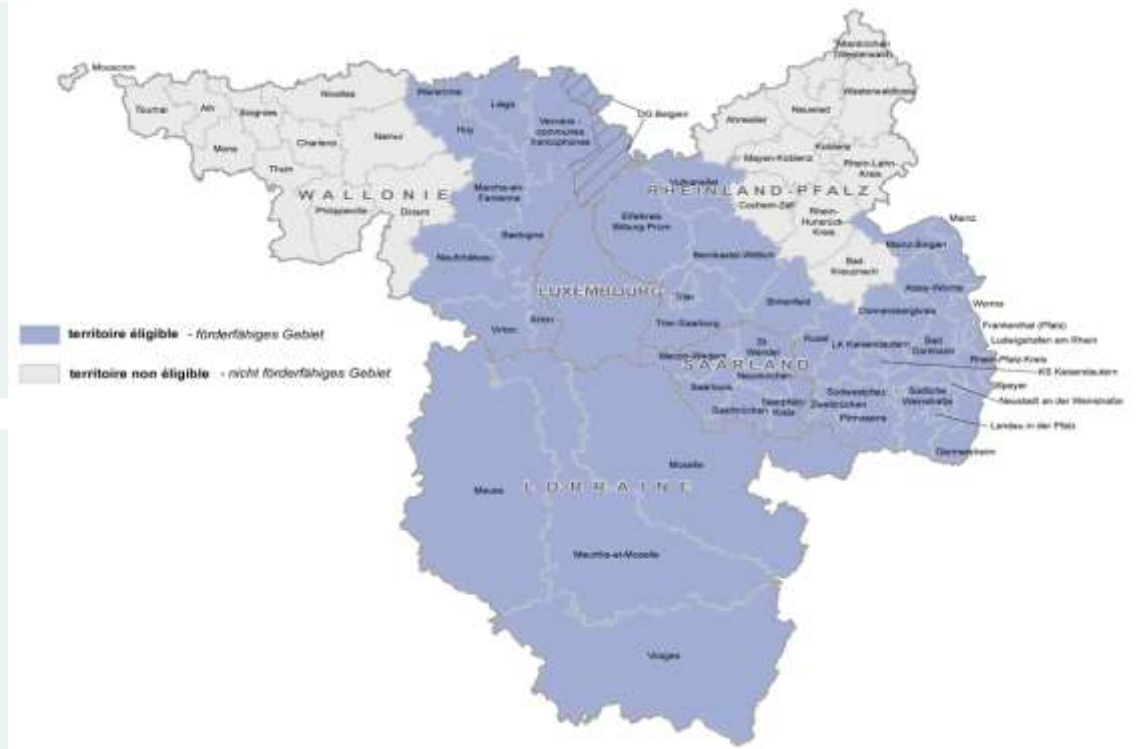 Mouscron
Tournai
Ath
Soignies
Nivelles
Mons
Charleroi
Namur
Thuin
WALLONIE
Philippeville
Dinant
Waremme
Liège
Huy
Verviers -
communes
francophones
DG Belgien
Marche-en-
Famenne
Bastogne
Neufchâteau
Virton
Arlon
LUXEMBOURG
Altenkirchen
(Westerwald)
Westerwaldkreis
Neuwied
Ahrweiler
Koblenz
Mayen-Koblenz
Rhein-Lahn-
Kreis
RHEINLAND-PFALZ
Vulkaneifel
Cochem-Zell
Rhein-
Hunsrück-
Kreis
Eifelkreis
Bitburg-Prüm
Bernkastel-Wittlich
Bad
Kreuznach
Mainz
Mainz-Bingen
Alzey-Worms
Worms
Trier
Birkenfeld
Donnersbergkreis
Trier-Saarburg
Frankenthal (Pfalz)
Ludwigshafen am Rhein
Kusel
LK Kaiserslautern
Bad
Dürkheim
Rhein-Pfalz-Kreis
KS Kaiserslautern
Speyer
Neustadt an der Weinstraße
Landau in der Pfalz
Germersheim
Südliche
Weinstraße
Südwestpfalz
Zweibrücken
Pirmasens
Merzig-Wadern
St.
Wendel
SAARLAND
Neunkirchen
Saarlouis
Saarbrücken
Saarpfalz-
Kreis
territoire éligible - förderfähiges Gebiet
territoire non éligible - nicht förderfähiges Gebiet
Moselle
Meuse
LORRAINE
Meurthe-et-Moselle
Vosges